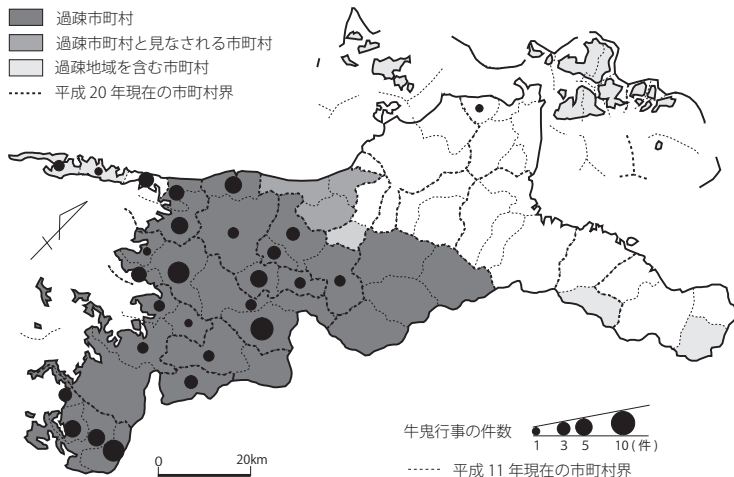 過疎市町村
過疎市町村と見なされる市町村
過疎地域を含む市町村
平成 20 年現在の市町村界
牛鬼行事の件数
1 3 5 10 ( 件 )
0 20km
平成 11 年現在の市町村界